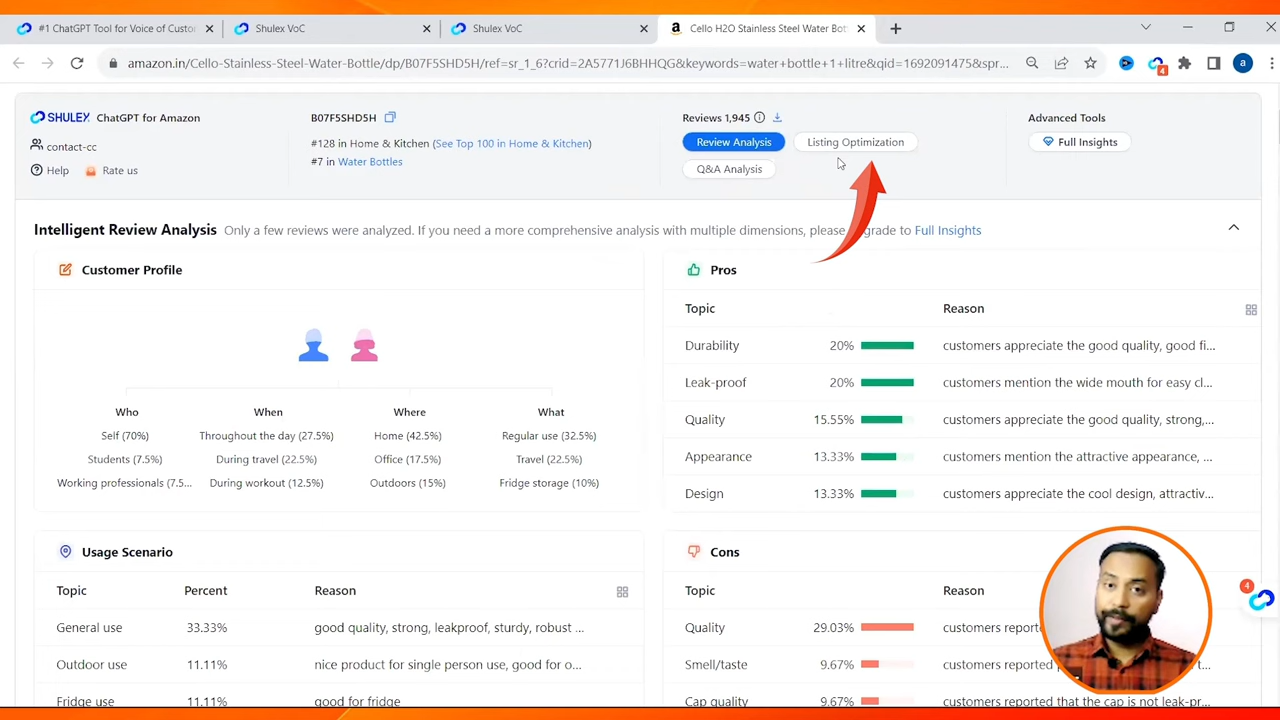 #1 ChatGPT Tool for Voice of Custo
Shulex VoC
Shulex VoC
Cello H2O Stainless Steel Water Bot
amazon.in/Cello-Stainless-Steel-Water-Bottle/dp/B07F5SHD5H/ref=sr_1_6?crid=2A5771J6BHHQG&keywords=water+bottle+1+litre&qid=1692091475&spr...
4
a
SHULEX ChatGPT for Amazon
contact-cc
Help
Rate us
B07F5SHD5H
#128 in Home & Kitchen (See Top 100 in Home & Kitchen)
#7 in Water Bottles
Reviews 1,945
Review Analysis
Listing Optimization
Q&A Analysis
Advanced Tools
Full Insights
Intelligent Review Analysis Only a few reviews were analyzed. If you need a more comprehensive analysis with multiple dimensions, please grade to Full Insights
Customer Profile
Who When Where What
Self (70%) Throughout the day (27.5%) Home (42.5%) Regular use (32.5%)
Students (7.5%) During travel (22.5%) Office (17.5%) Travel (22.5%)
Working professionals (7.5... During workout (12.5%) Outdoors (15%) Fridge storage (10%)
Pros
Topic Reason
Durability 20% customers appreciate the good quality, good fi...
Leak-proof 20% customers mention the wide mouth for easy cl...
Quality 15.55% customers appreciate the good quality, strong,...
Appearance 13.33% customers mention the attractive appearance, ...
Design 13.33% customers appreciate the cool design, attractiv...
Usage Scenario
Topic Percent Reason
General use 33.33% good quality, strong, leakproof, sturdy, robust ...
Outdoor use 11.11% nice product for single person use, good for o...
Fridge use 11.11% good for fridge
Cons
Topic Reason
Quality 29.03% customers reporte
Smell/taste 9.67% customers reported
Cap quality 9.67% customers reported that the cap is not leak-pr...
4